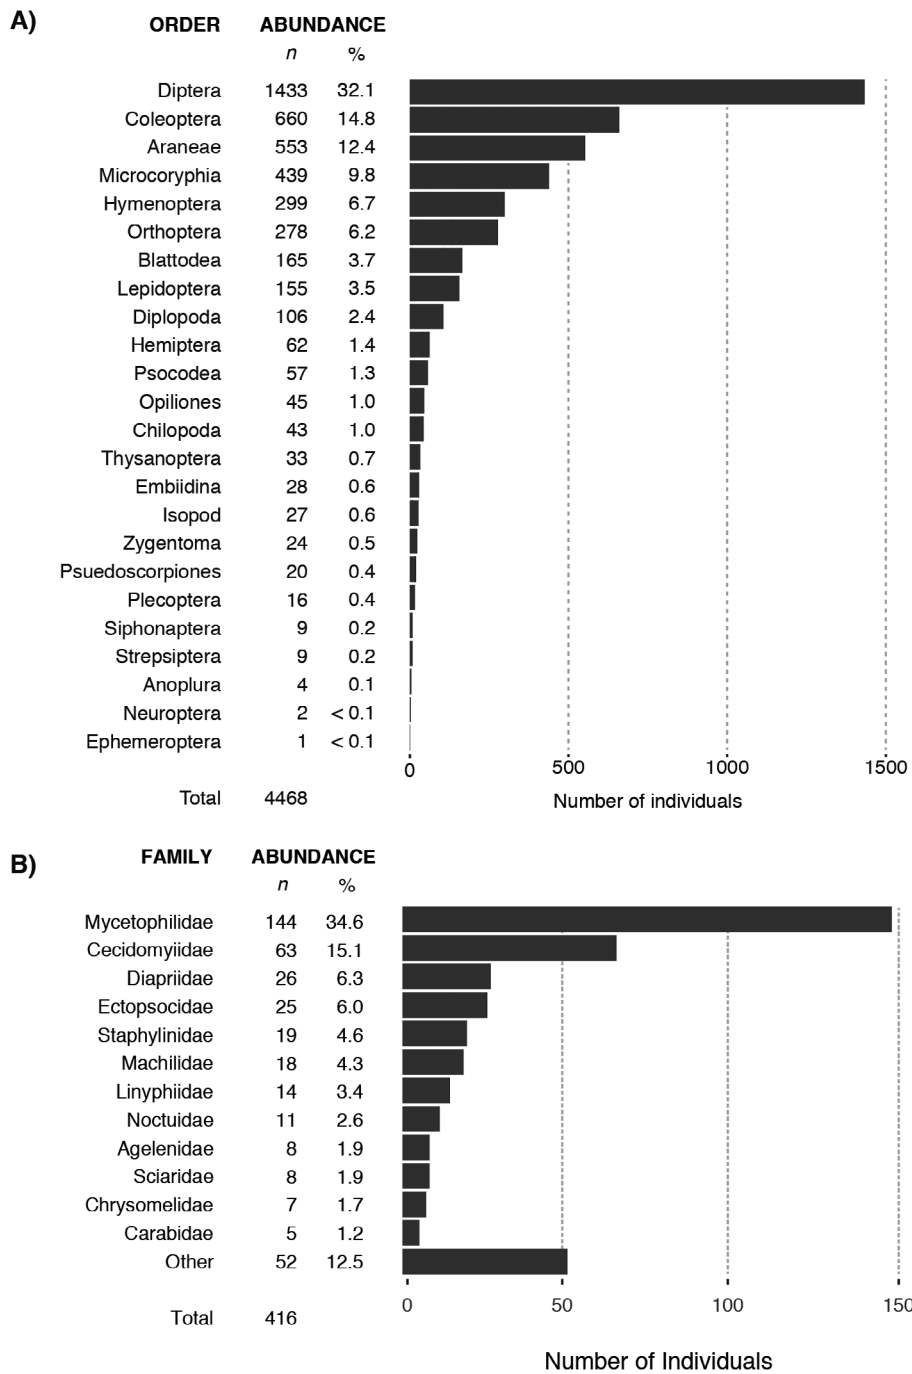 A) ORDER ABUNDANCE
n %
Diptera 1433 32.1
Coleoptera 660 14.8
Araneae 553 12.4
Microcoryphia 439 9.8
Hymenoptera 299 6.7
Orthoptera 278 6.2
Blattodea 165 3.7
Lepidoptera 155 3.5
Diplopoda 106 2.4
Hemiptera 62 1.4
Psocodea 57 1.3
Opiliones 45 1.0
Chilopoda 43 1.0
Thysanoptera 33 0.7
Embiidina 28 0.6
Isopod 27 0.6
Zygentoma 24 0.5
Psuedoscorpiones 20 0.4
Plecoptera 16 0.4
Siphonaptera 9 0.2
Strepsiptera 9 0.2
Anoplura 4 0.1
Neuroptera 2 < 0.1
Ephemeroptera 1 < 0.1
0 500 1000 1500
Total 4468
Number of individuals
B) FAMILY ABUNDANCE
n %
Mycetophilidae 144 34.6
Cecidomyiidae 63 15.1
Diapriidae 26 6.3
Ectopsocidae 25 6.0
Staphylinidae 19 4.6
Machilidae 18 4.3
Linyphiidae 14 3.4
Noctuidae 11 2.6
Agelenidae 8 1.9
Sciaridae 8 1.9
Chrysomelidae 7 1.7
Carabidae 5 1.2
Other 52 12.5
0 50 100 150
Total 416
Number of Individuals